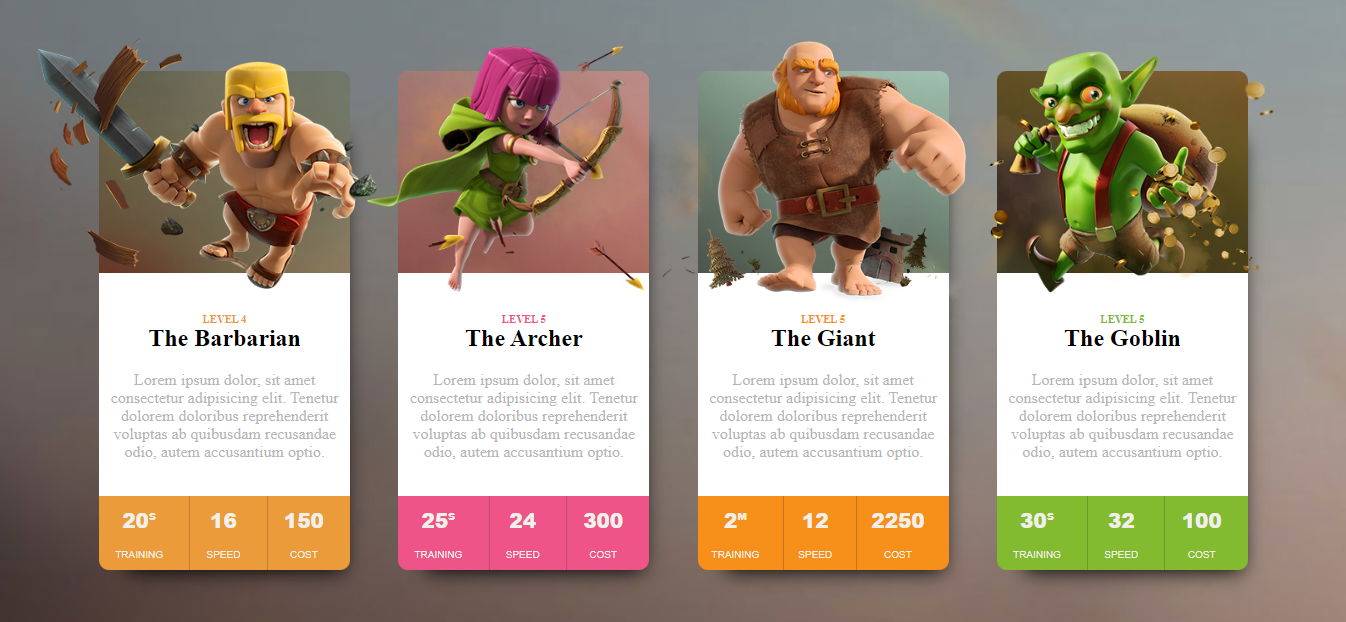 LEVEL 4
The Barbarian
Lorem ipsum dolor, sit amet
consectetur adipisicing elit. Tenetur
dolorem doloribus reprehenderit
voluptas ab quibusdam recusandae
odio, autem accusantium optio.
20S 16 150
TRAINING SPEED COST
LEVEL 5
The Archer
Lorem ipsum dolor, sit amet
consectetur adipisicing elit. Tenetur
dolorem doloribus reprehenderit
voluptas ab quibusdam recusandae
odio, autem accusantium optio.
25S 24 300
TRAINING SPEED COST
LEVEL 5
The Giant
Lorem ipsum dolor, sit amet
consectetur adipisicing elit. Tenetur
dolorem doloribus reprehenderit
voluptas ab quibusdam recusandae
odio, autem accusantium optio.
2M 12 2250
TRAINING SPEED COST
LEVEL 5
The Goblin
Lorem ipsum dolor, sit amet
consectetur adipisicing elit. Tenetur
dolorem doloribus reprehenderit
voluptas ab quibusdam recusandae
odio, autem accusantium optio.
30S 32 100
TRAINING SPEED COST